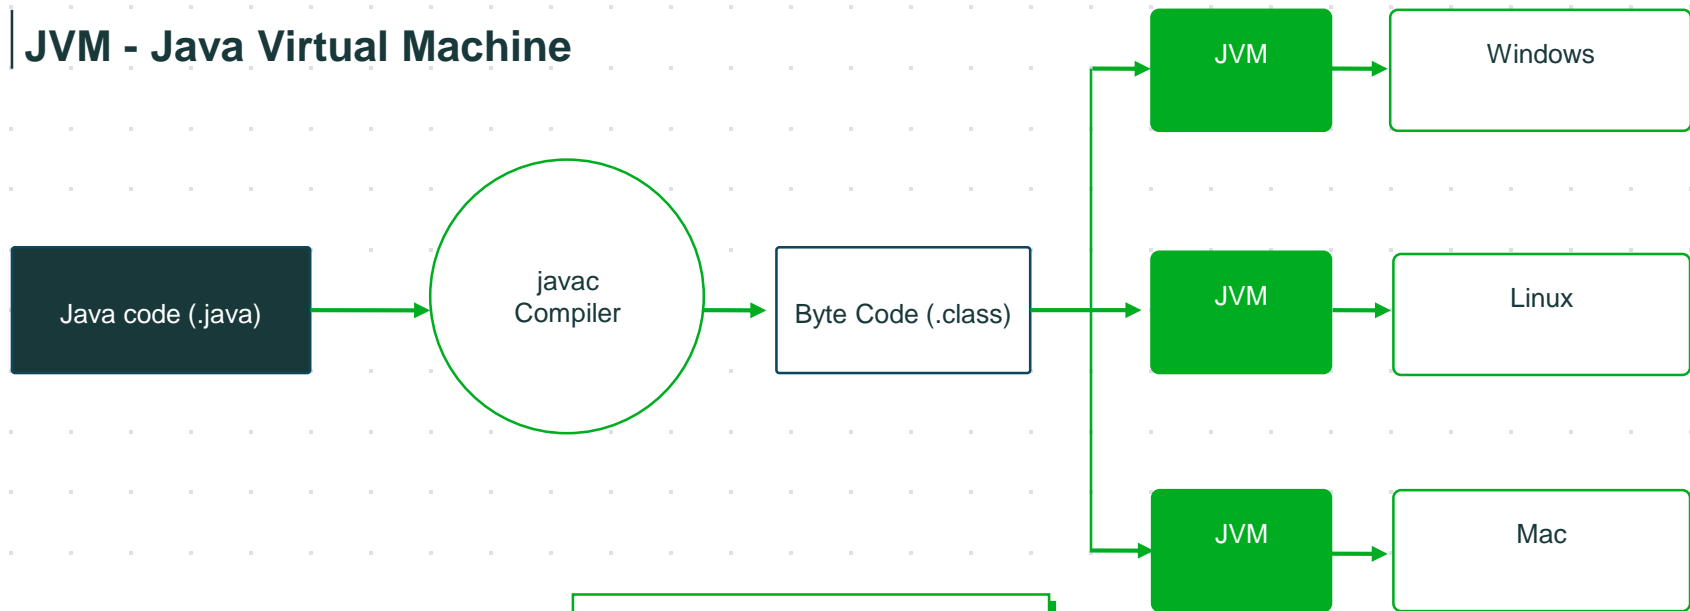 JVM - Java Virtual Machine
JVM
Windows
Java code (.java)
javac
Compiler
Byte Code (.class)
JVM
Linux
JVM
Mac